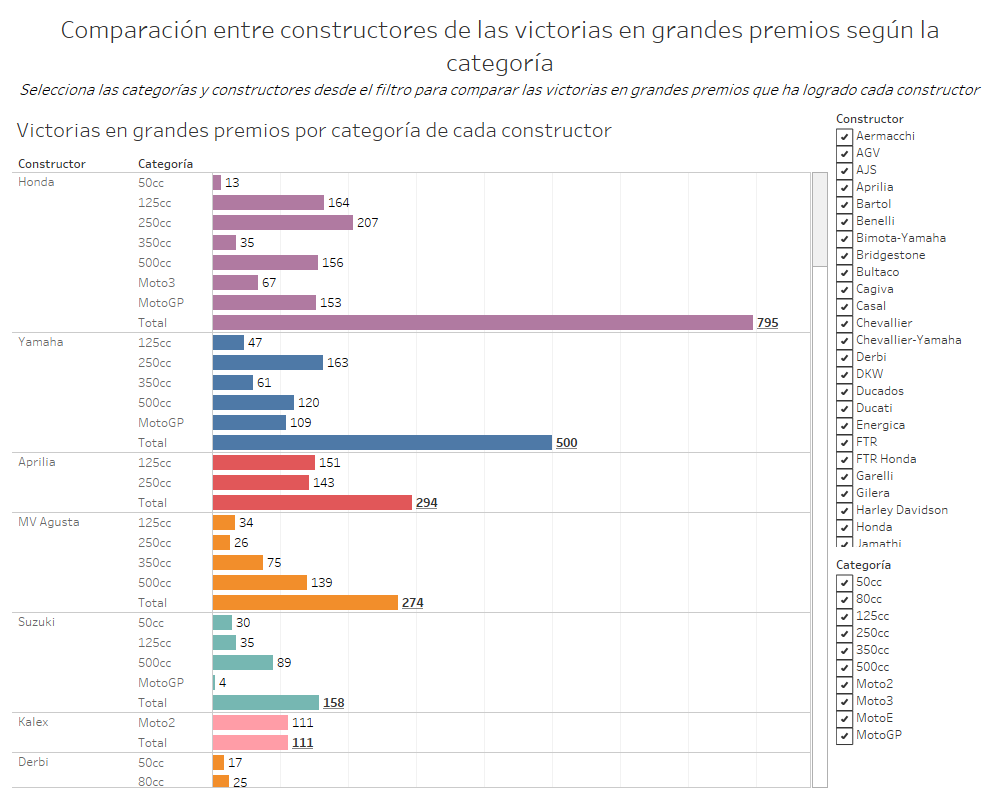 Comparación entre constructores de las victorias en grandes premios según la
categoría
Selecciona las categorías y constructores desde el filtro para comparar las victorias en grandes premios que ha logrado cada constructor
Victorias en grandes premios por categoría de cada constructor
Constructor Categoría
Honda 50cc 13
125cc 164
250cc 207
350cc 35
500cc 156
Moto3 67
MotoGP 153
Total 795
Yamaha 125cc 47
250cc 163
350cc 61
500cc 120
MotoGP 109
Total 500
Aprilia 125cc 151
250cc 143
Total 294
MV Agusta 125cc 34
250cc 26
350cc 75
500cc 139
Total 274
Suzuki 50cc 30
125cc 35
500cc 89
MotoGP 4
Total 158
Kalex Moto2 111
Total 111
Derbi 50cc 17
80cc 25
Constructor
Aermacchi
AGV
AJS
Aprilia
Bartol
Benelli
Bimota-Yamaha
Bridgestone
Bultaco
Cagiva
Casal
Chevallier
Chevallier-Yamaha
Derbi
DKW
Ducados
Ducati
Energica
FTR
FTR Honda
Garelli
Gilera
Harley Davidson
Honda
Jamathi
Categoría
50cc
80cc
125cc
250cc
350cc
500cc
Moto2
Moto3
MotoE
MotoGP